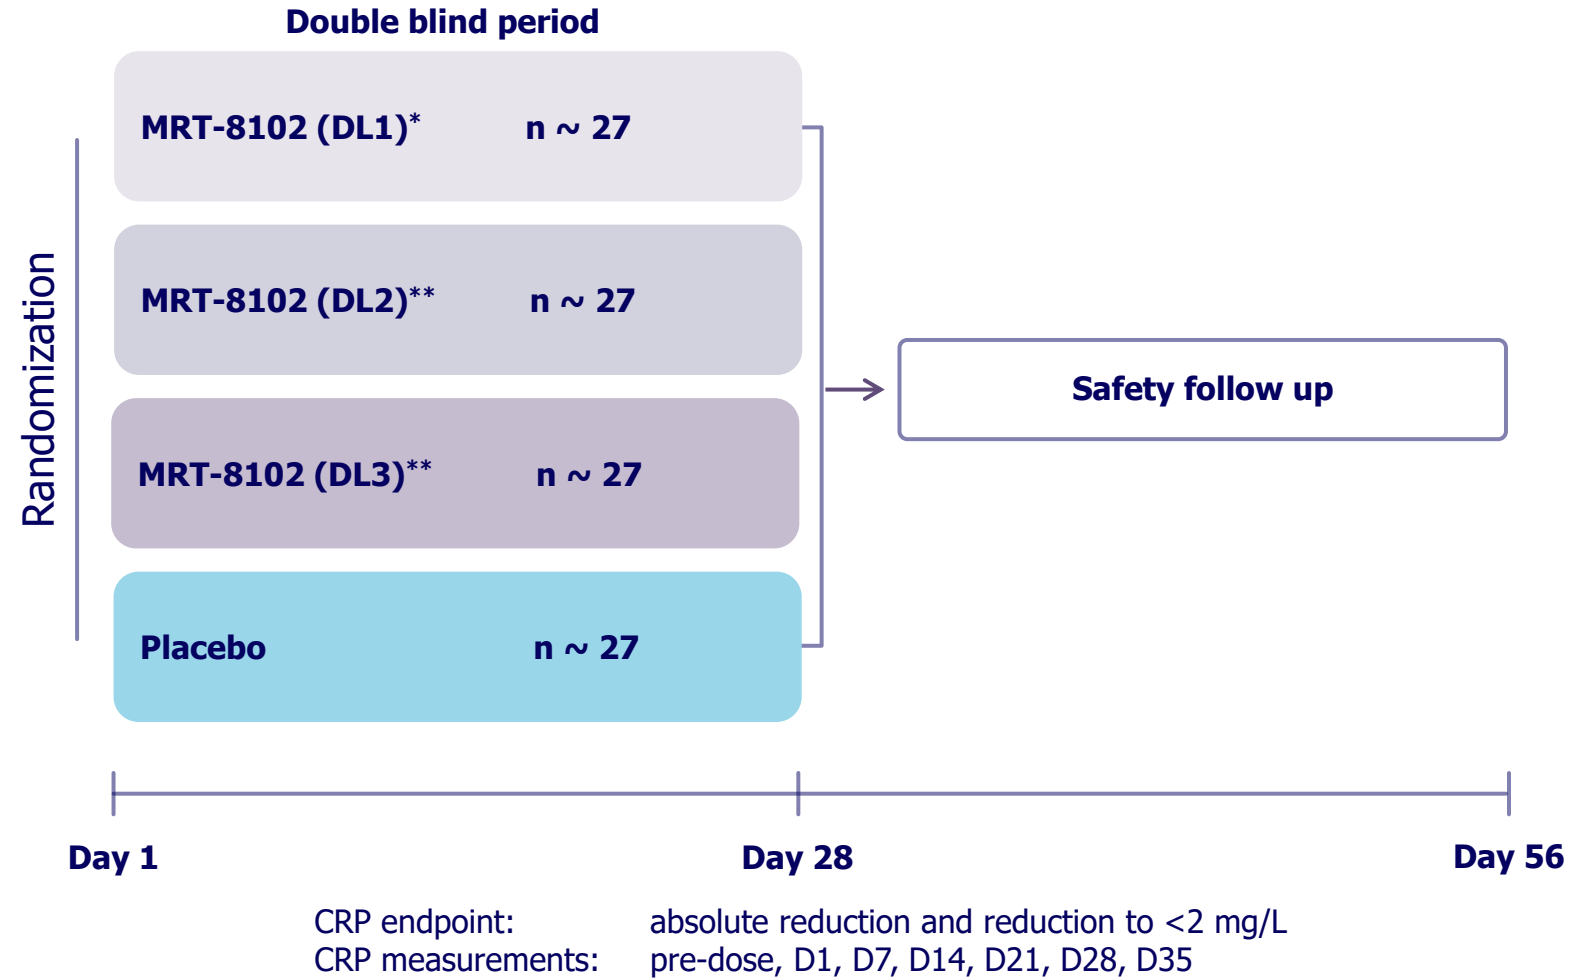 Double blind period
Randomization
MRT-8102 (DL1)* n ~ 27
MRT-8102 (DL2)** n ~ 27
MRT-8102 (DL3)** n ~ 27
Placebo n ~ 27
Safety follow up
Day 1 Day 28 Day 56
CRP endpoint: absolute reduction and reduction to <2 mg/L
CRP measurements: pre-dose, D1, D7, D14, D21, D28, D35